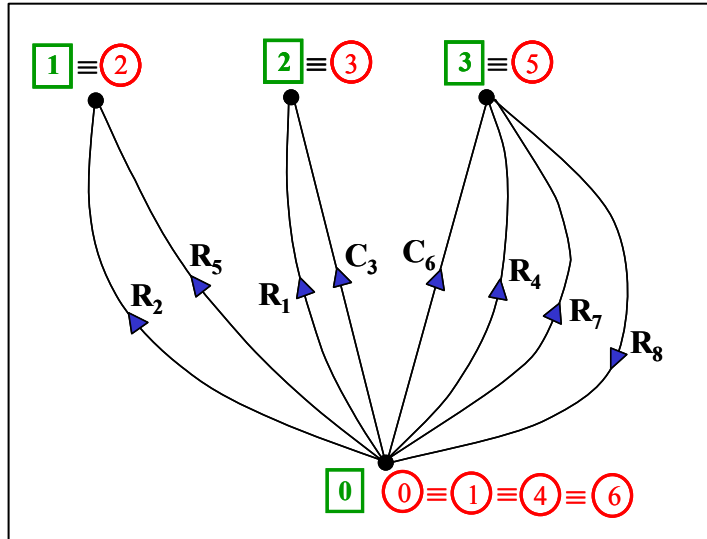 1 ≡ 2
2 ≡ 3
3 ≡ 5
R₂
R₅
R₁
C₃
C₆
R₄
R₇
R₈
0 0 ≡ 1 ≡ 4 ≡ 6